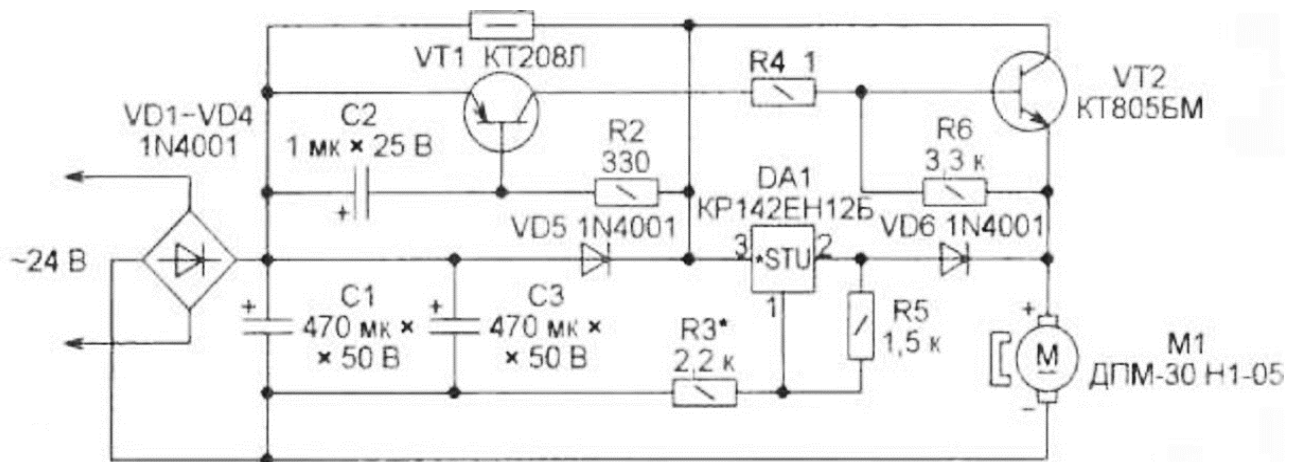 VT1 КТ208Л
R4 1
VT2
КТ805БМ
VD1-VD4
1N4001
C2
1 мк × 25 В
+
R2
330
R6
3,3 к
DA1
КР142ЕН12Б
VD5 1N4001
VD6 1N4001
~24 В
3
*STU
2
1
+
C1
470 мк ×
× 50 В
+
C3
470 мк ×
× 50 В
R3*
2,2 к
R5
1,5 к
+
M
−
M1
ДПМ-30 Н1-05